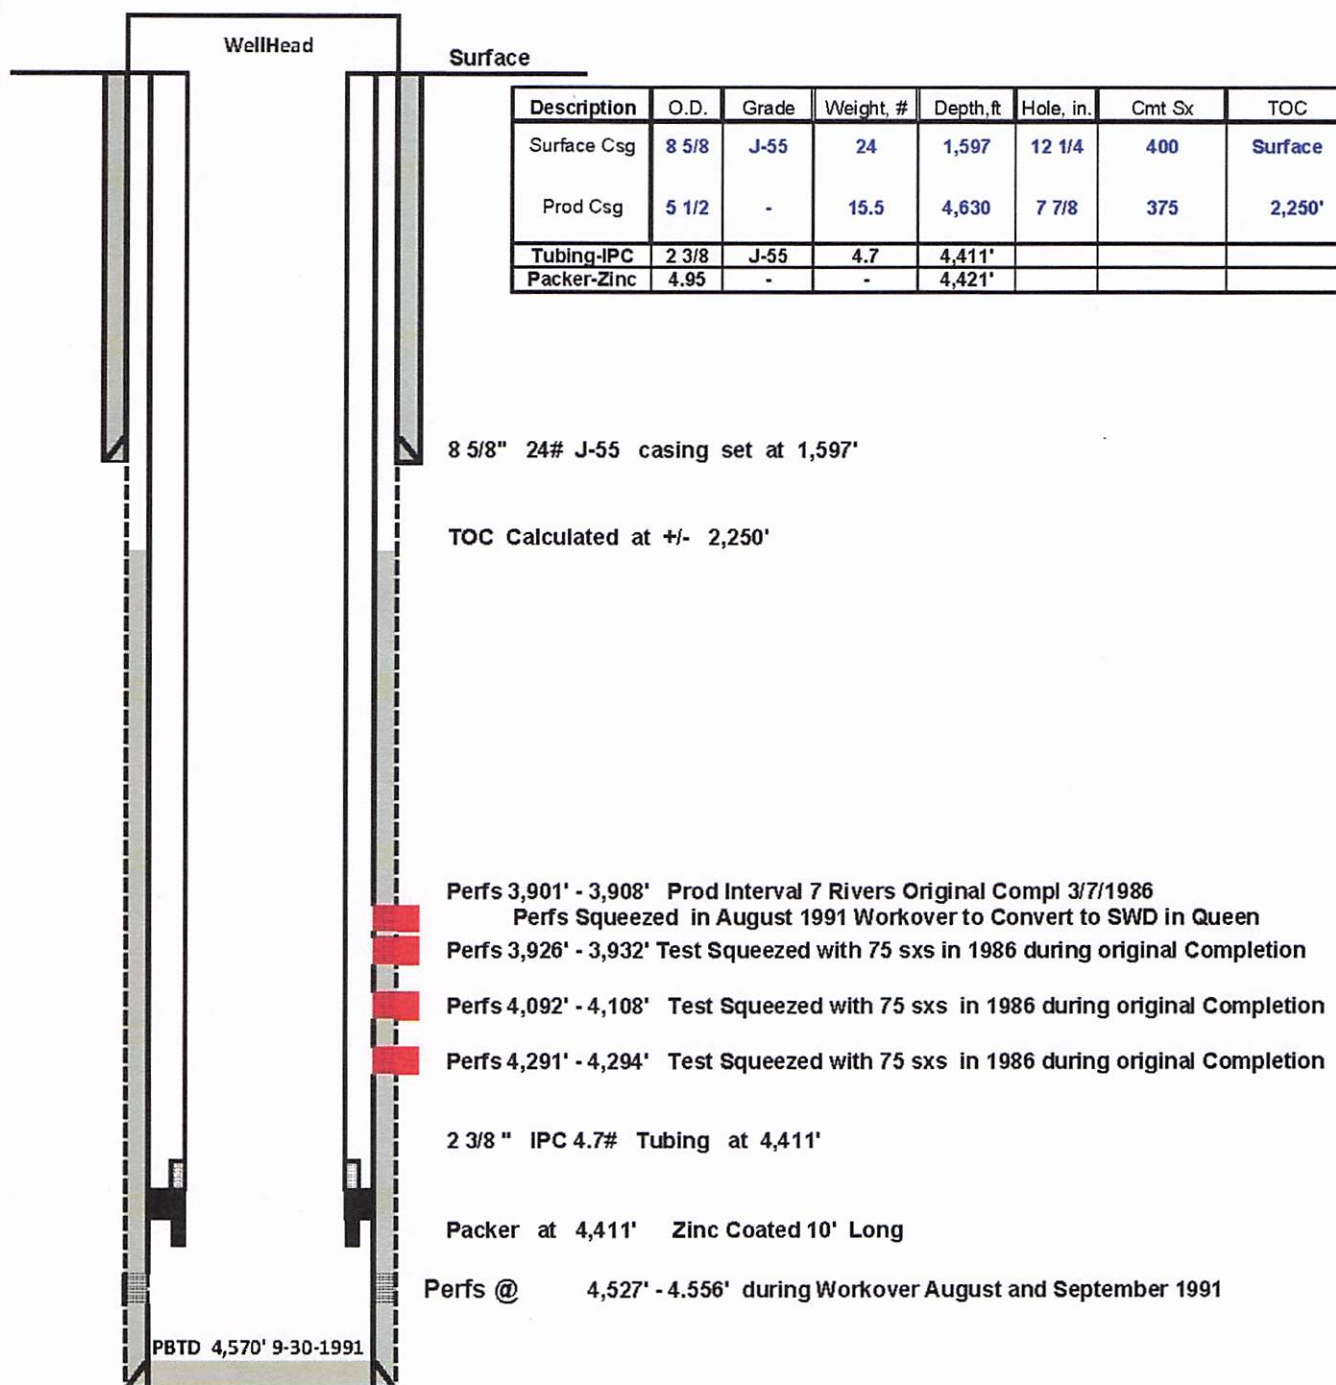 WellHead
Surface
Description O.D. Grade Weight, # Depth,ft Hole, in. Cmt Sx TOC
Surface Csg 8 5/8 J-55 24 1,597 12 1/4 400 Surface
Prod Csg 5 1/2 - 15.5 4,630 7 7/8 375 2,250'
Tubing-IPC 2 3/8 J-55 4.7 4,411'
Packer-Zinc 4.95 - - 4,421'
8 5/8" 24# J-55 casing set at 1,597'
TOC Calculated at +/- 2,250'
Perfs 3,901' - 3,908' Prod Interval 7 Rivers Original Compl 3/7/1986
Perfs Squeezed in August 1991 Workover to Convert to SWD in Queen
Perfs 3,926' - 3,932' Test Squeezed with 75 sxs in 1986 during original Completion
Perfs 4,092' - 4,108' Test Squeezed with 75 sxs in 1986 during original Completion
Perfs 4,291' - 4,294' Test Squeezed with 75 sxs in 1986 during original Completion
2 3/8 " IPC 4.7# Tubing at 4,411'
Packer at 4,411' Zinc Coated 10' Long
Perfs @ 4,527' - 4.556' during Workover August and September 1991
PBTD 4,570' 9-30-1991